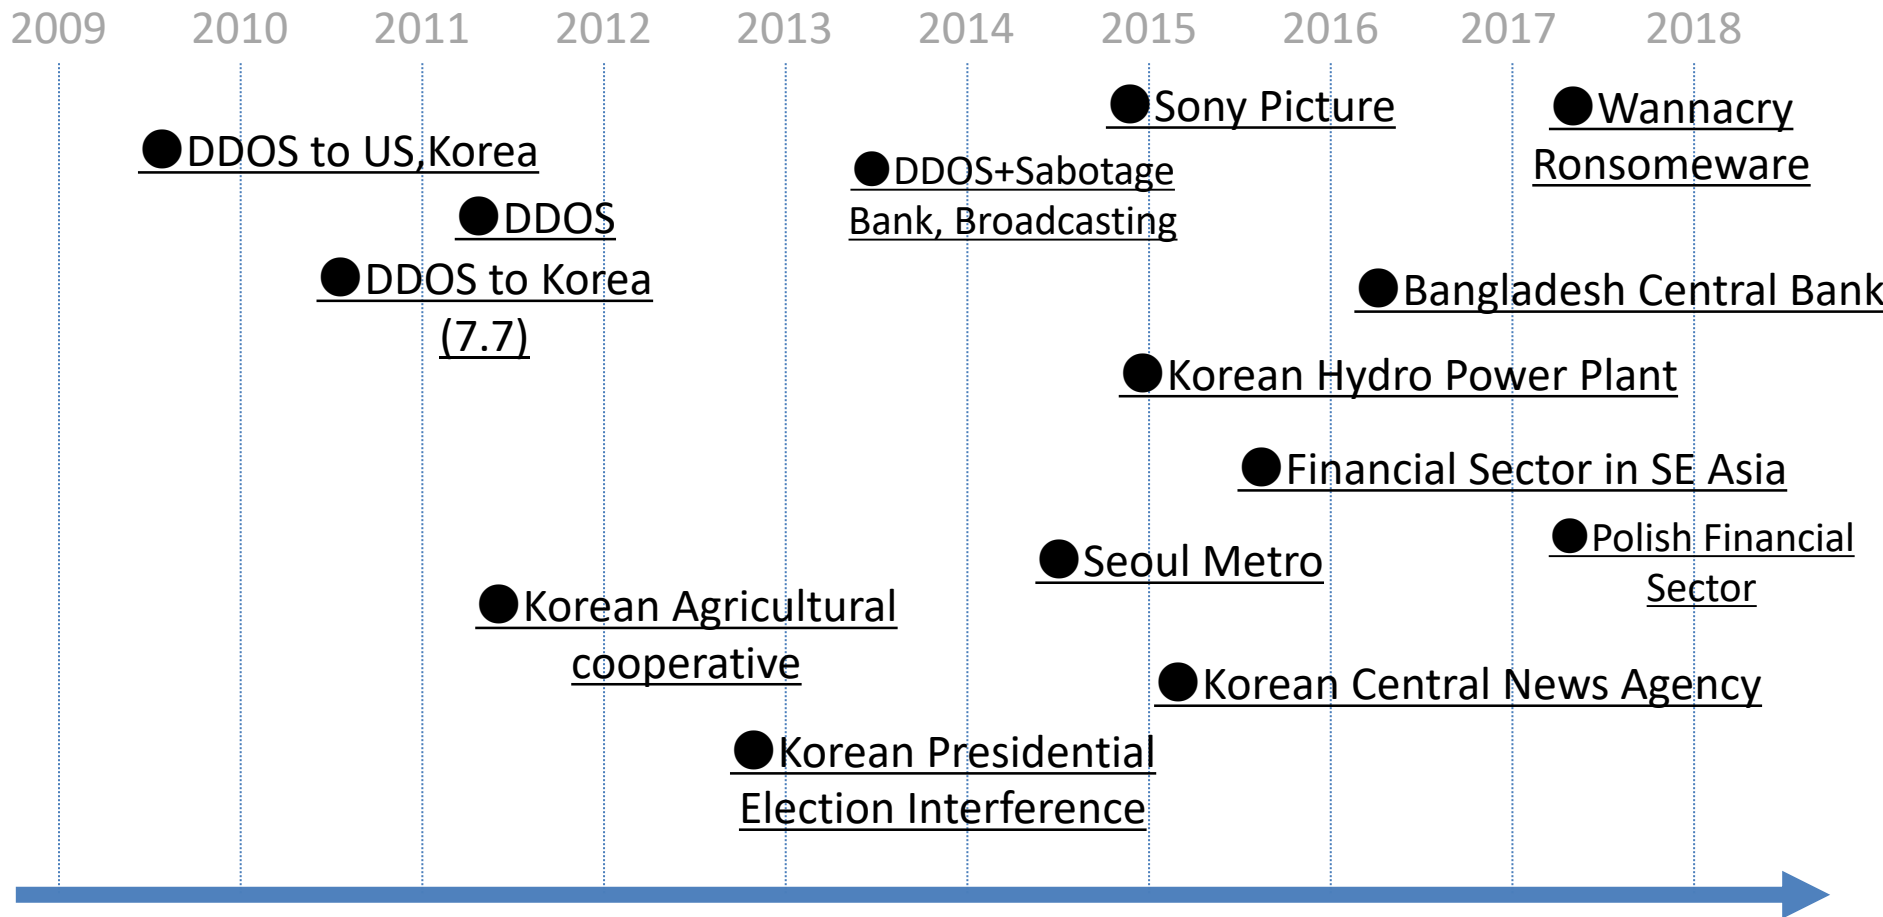 2009 2010 2011 2012 2013 2014 2015 2016 2017 2018
●Sony Picture
●Wannacry
Ronsomeware
●DDOS to US,Korea
●DDOS+Sabotage
Bank, Broadcasting
●DDOS
●DDOS to Korea
(7.7)
●Bangladesh Central Bank
●Korean Hydro Power Plant
●Financial Sector in SE Asia
●Polish Financial
Sector
●Seoul Metro
●Korean Agricultural
cooperative
●Korean Central News Agency
●Korean Presidential
Election Interference